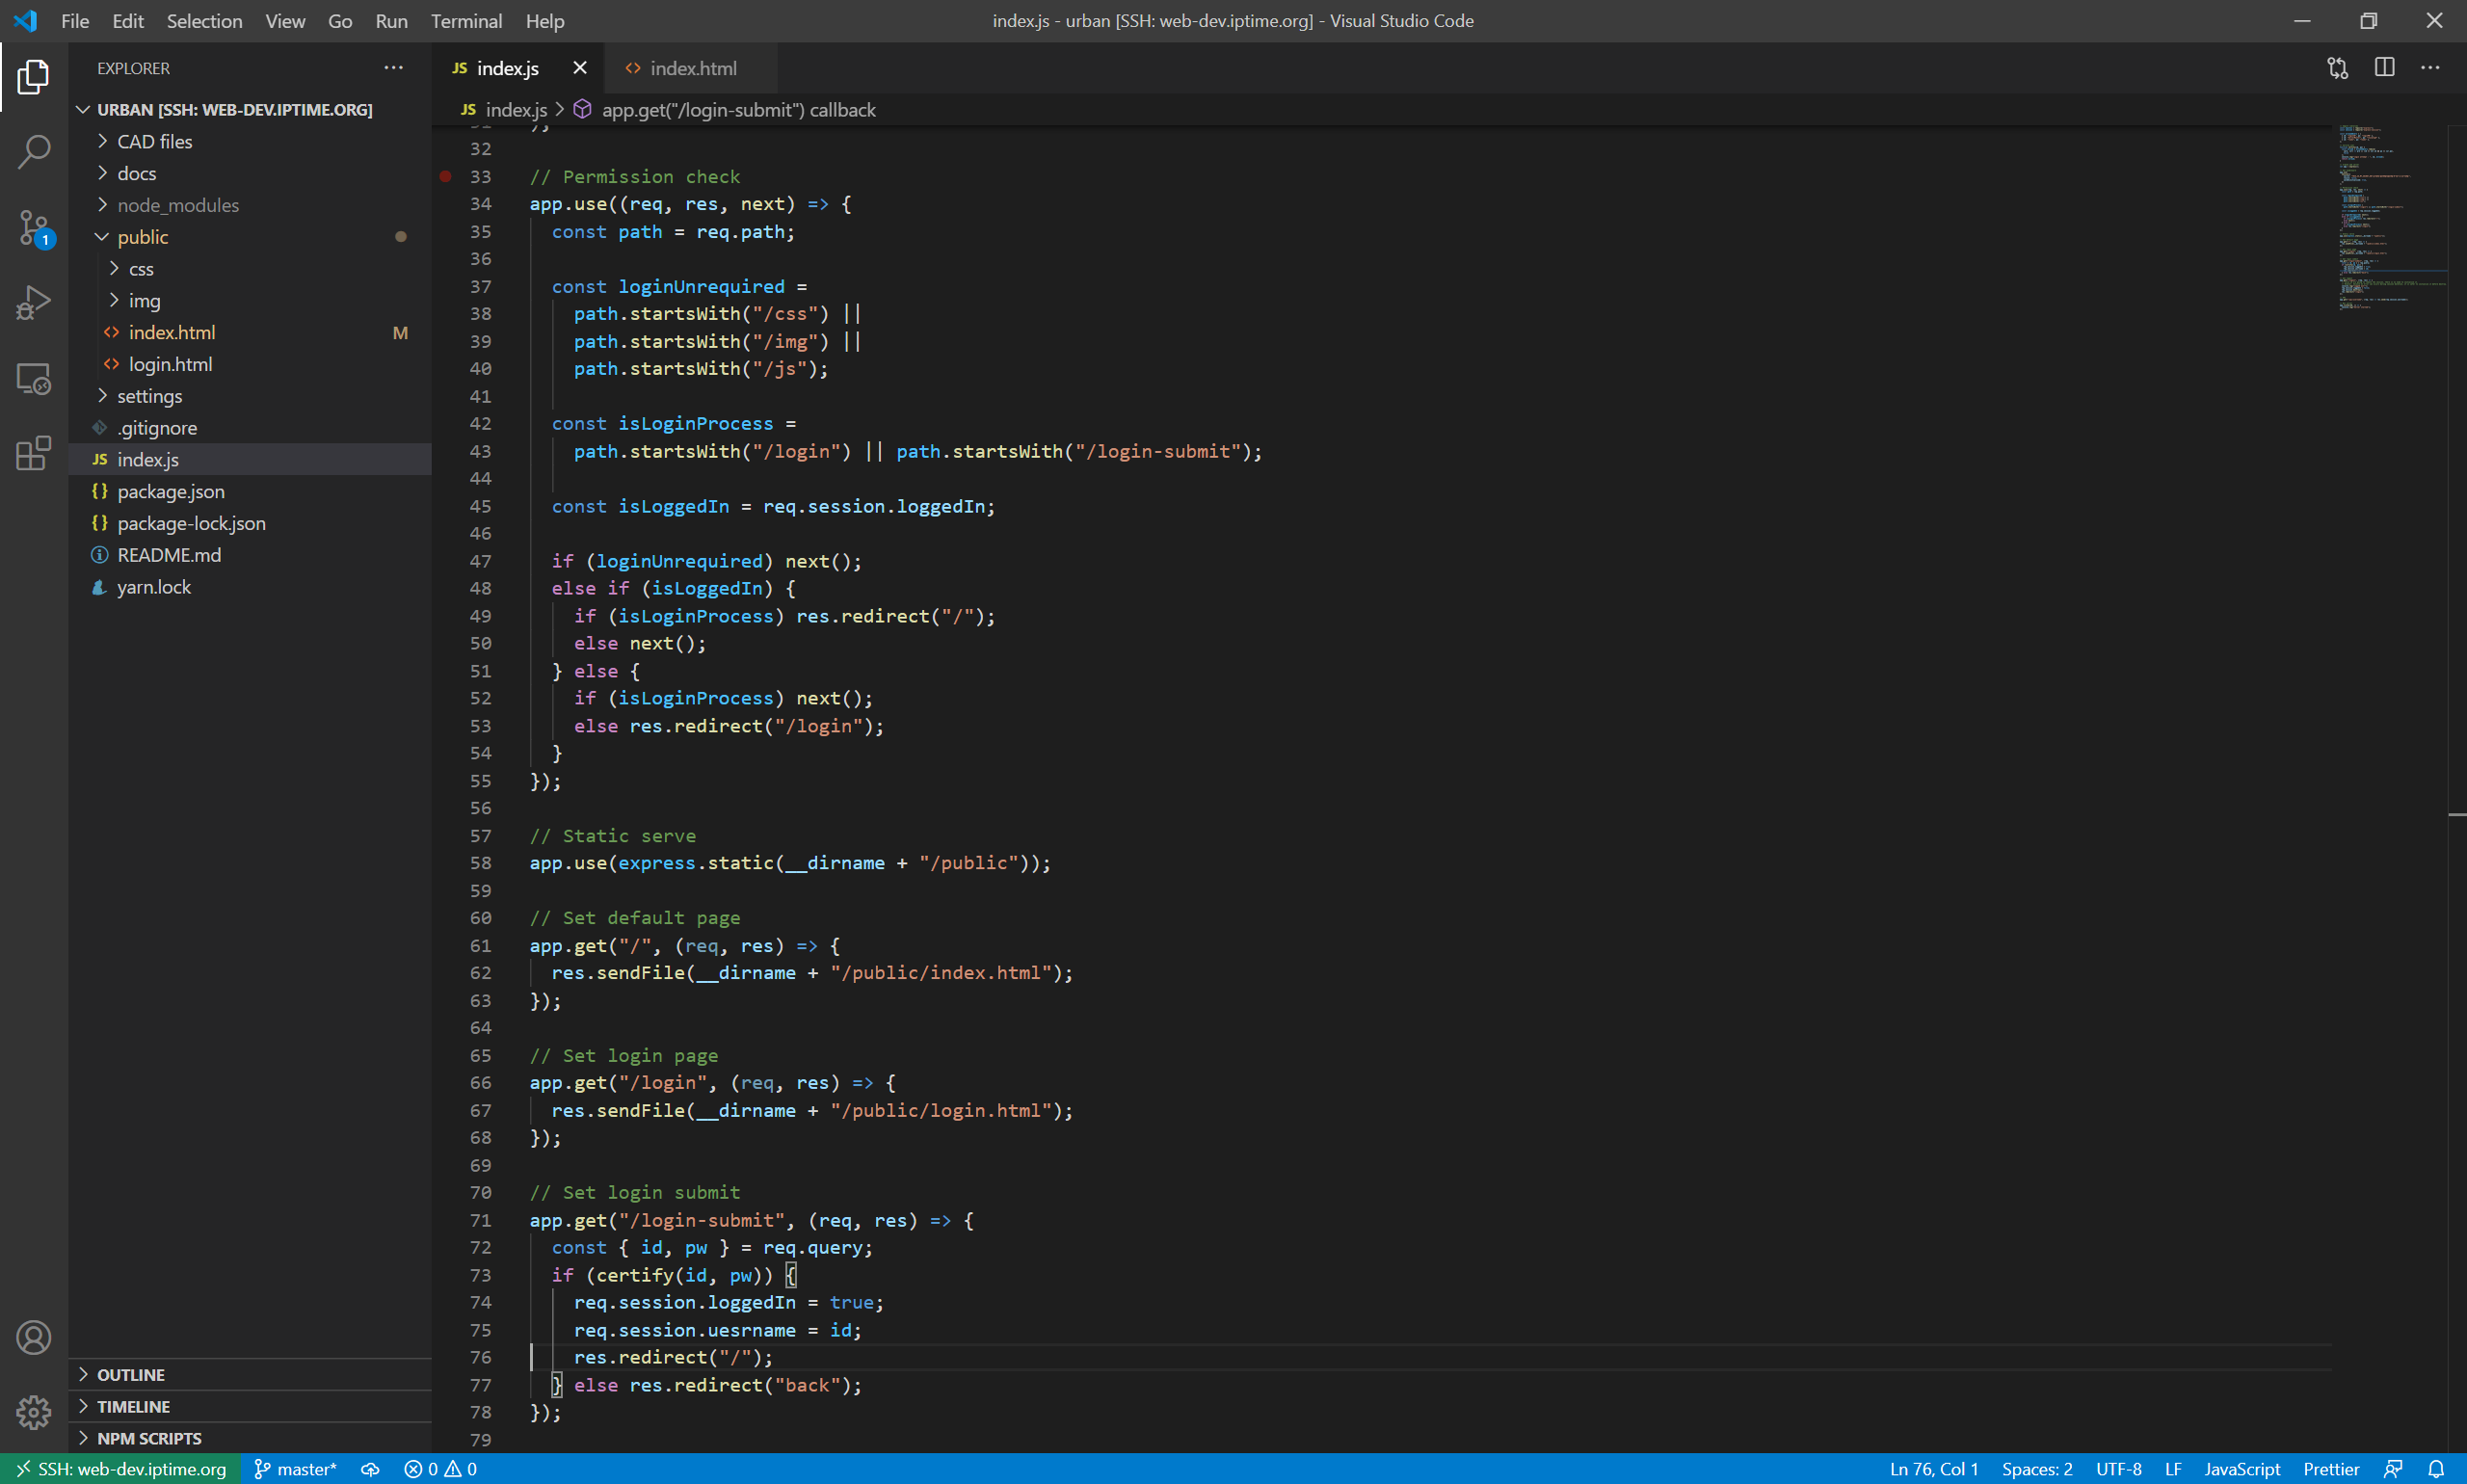 File Edit Selection View Go Run Terminal Help
index.js - urban [SSH: web-dev.iptime.org] - Visual Studio Code
EXPLORER
URBAN [SSH: WEB-DEV.IPTIME.ORG]
CAD files
docs
node_modules
public
css
img
index.html M
login.html
settings
.gitignore
JS index.js
{} package.json
{} package-lock.json
README.md
yarn.lock
OUTLINE
TIMELINE
NPM SCRIPTS
1
JS index.js
index.html
JS index.js > app.get("/login-submit") callback
32
33 // Permission check
34 app.use((req, res, next) => {
35 const path = req.path;
36
37 const loginUnrequired =
38 path.startsWith("/css") ||
39 path.startsWith("/img") ||
40 path.startsWith("/js");
41
42 const isLoginProcess =
43 path.startsWith("/login") || path.startsWith("/login-submit");
44
45 const isLoggedIn = req.session.loggedIn;
46
47 if (loginUnrequired) next();
48 else if (isLoggedIn) {
49 if (isLoginProcess) res.redirect("/");
50 else next();
51 } else {
52 if (isLoginProcess) next();
53 else res.redirect("/login");
54 }
55 });
56
57 // Static serve
58 app.use(express.static(__dirname + "/public"));
59
60 // Set default page
61 app.get("/", (req, res) => {
62 res.sendFile(__dirname + "/public/index.html");
63 });
64
65 // Set login page
66 app.get("/login", (req, res) => {
67 res.sendFile(__dirname + "/public/login.html");
68 });
69
70 // Set login submit
71 app.get("/login-submit", (req, res) => {
72 const { id, pw } = req.query;
73 if (certify(id, pw)) {
74 req.session.loggedIn = true;
75 req.session.uesrname = id;
76 res.redirect("/");
77 } else res.redirect("back");
78 });
79
SSH: web-dev.iptime.org master* 0 0 Ln 76, Col 1 Spaces: 2 UTF-8 LF JavaScript Prettier